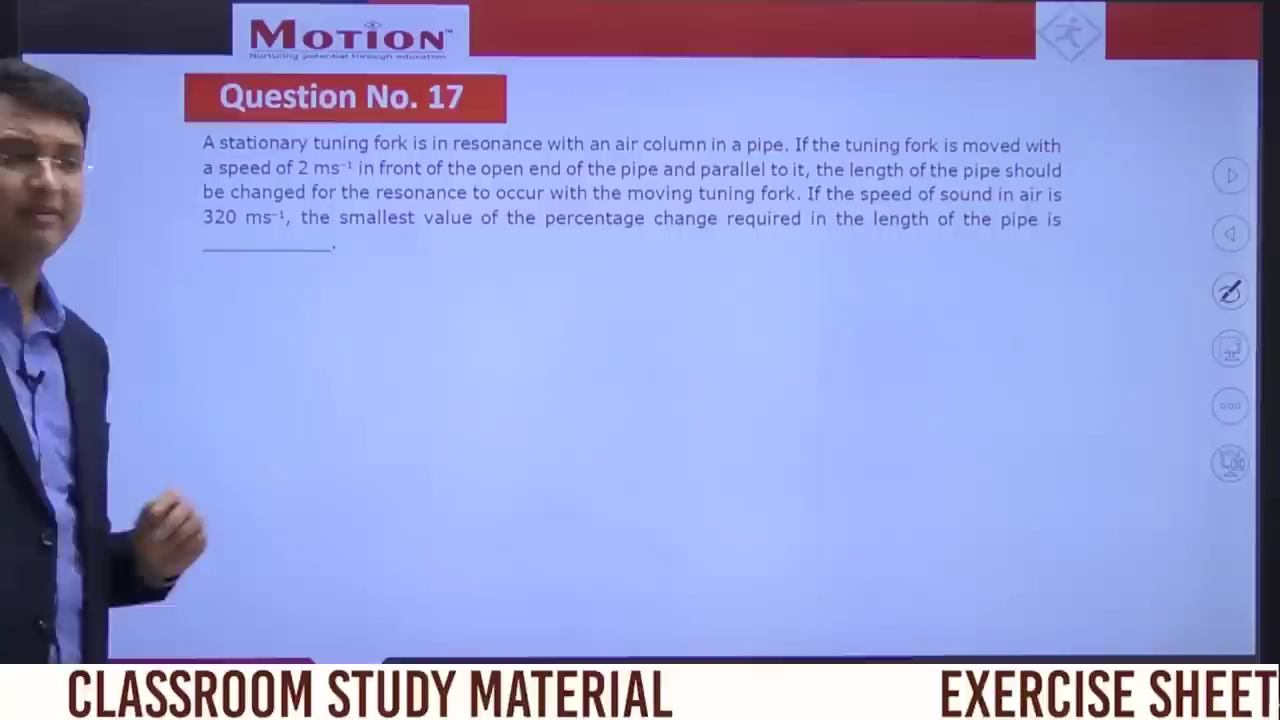 MOTION™
Nurturing potential through education
Question No. 17
A stationary tuning fork is in resonance with an air column in a pipe. If the tuning fork is moved with
a speed of 2 ms⁻¹ in front of the open end of the pipe and parallel to it, the length of the pipe should
be changed for the resonance to occur with the moving tuning fork. If the speed of sound in air is
320 ms⁻¹, the smallest value of the percentage change required in the length of the pipe is
____________.
CLASSROOM STUDY MATERIAL
EXERCISE SHEET